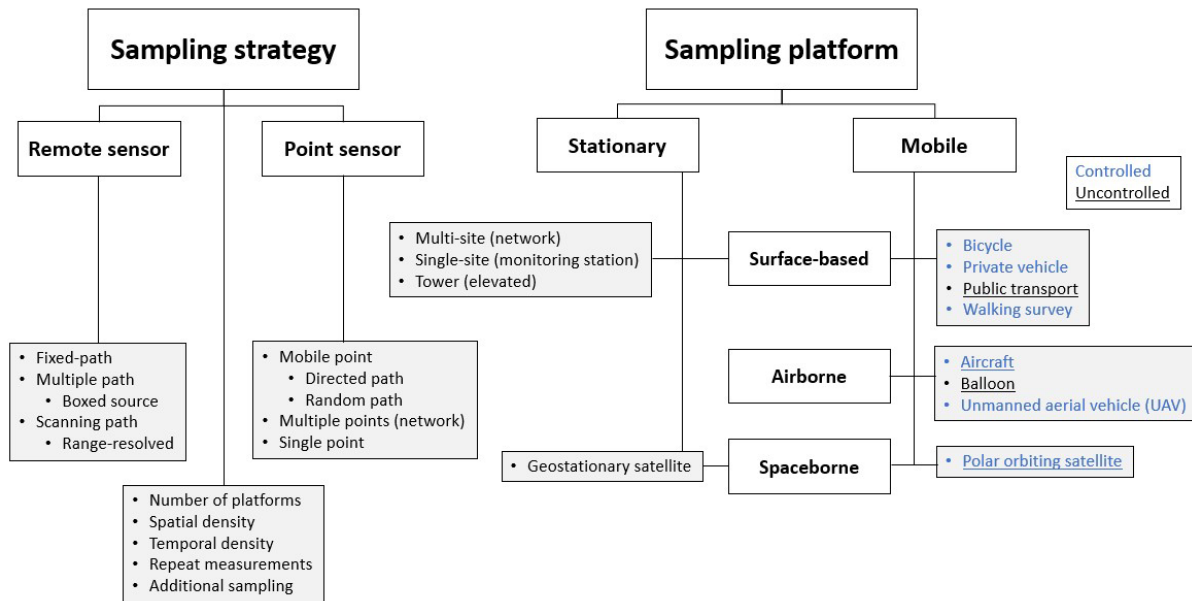 Sampling strategy
Remote sensor
Point sensor
• Fixed-path
• Multiple path
• Boxed source
• Scanning path
• Range-resolved
• Mobile point
• Directed path
• Random path
• Multiple points (network)
• Single point
• Number of platforms
• Spatial density
• Temporal density
• Repeat measurements
• Additional sampling
Sampling platform
Stationary
Mobile
Controlled
Uncontrolled
• Multi-site (network)
• Single-site (monitoring station)
• Tower (elevated)
Surface-based
• Bicycle
• Private vehicle
• Public transport
• Walking survey
Airborne
• Aircraft
• Balloon
• Unmanned aerial vehicle (UAV)
• Geostationary satellite
Spaceborne
• Polar orbiting satellite